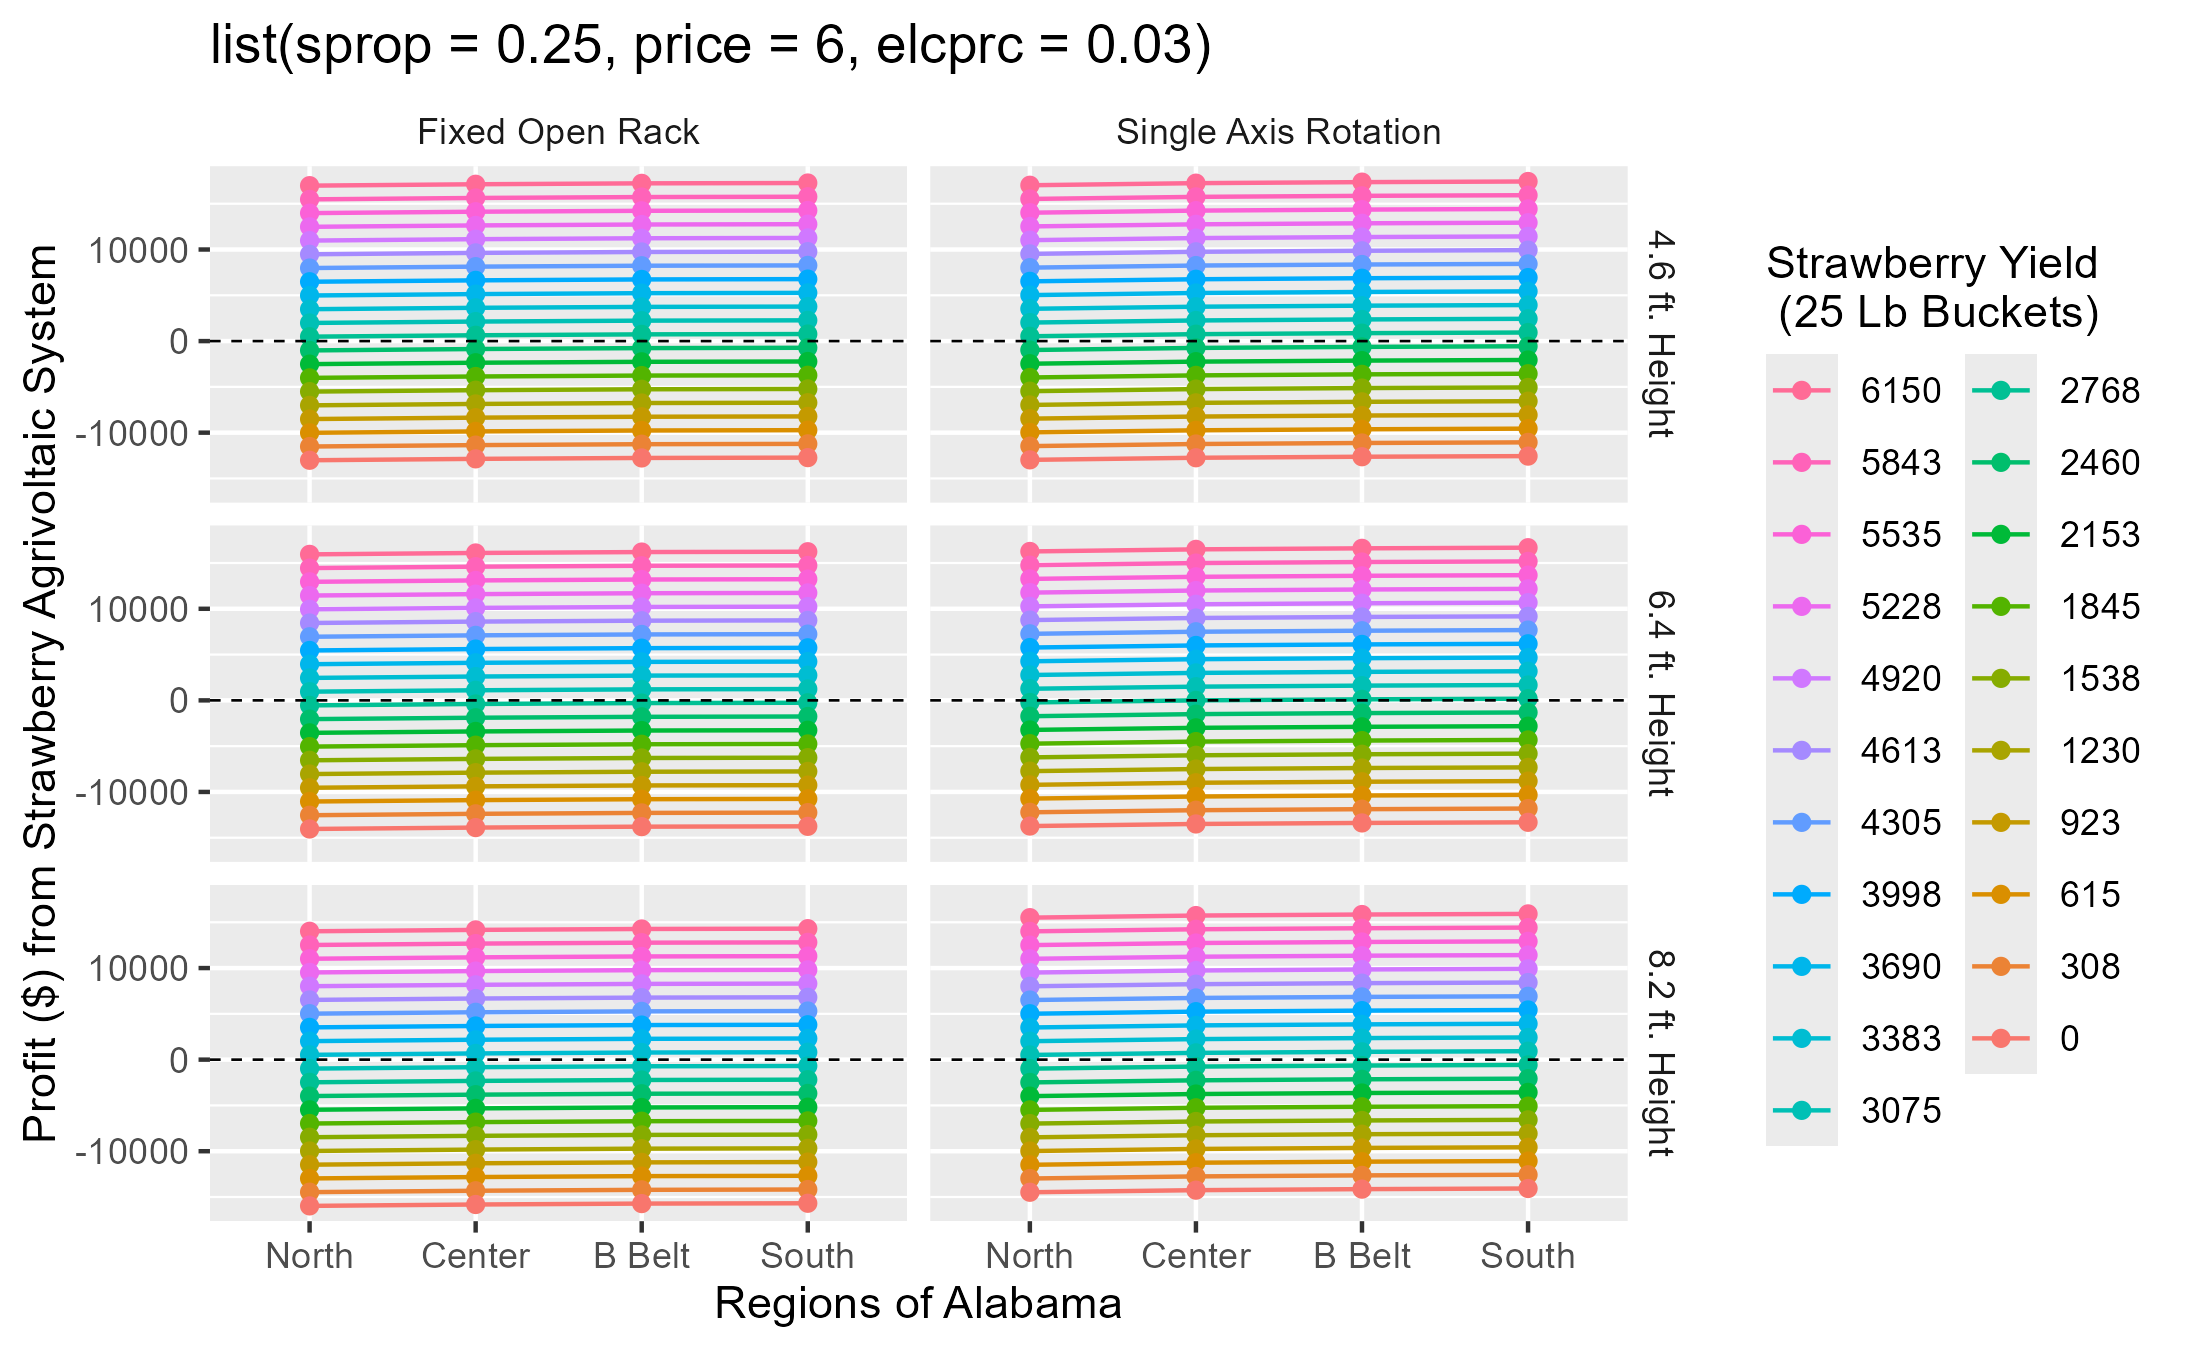 list(sprop = 0.25, price = 6, elcprc = 0.03)
Fixed Open Rack
Single Axis Rotation
Profit ($) from Strawberry Agrivoltaic System
10000
0
-10000
4.6 ft. Height
10000
0
-10000
6.4 ft. Height
10000
0
-10000
8.2 ft. Height
North Center B Belt South
North Center B Belt South
Regions of Alabama
Strawberry Yield
(25 Lb Buckets)
6150
5843
5535
5228
4920
4613
4305
3998
3690
3383
3075
2768
2460
2153
1845
1538
1230
923
615
308
0